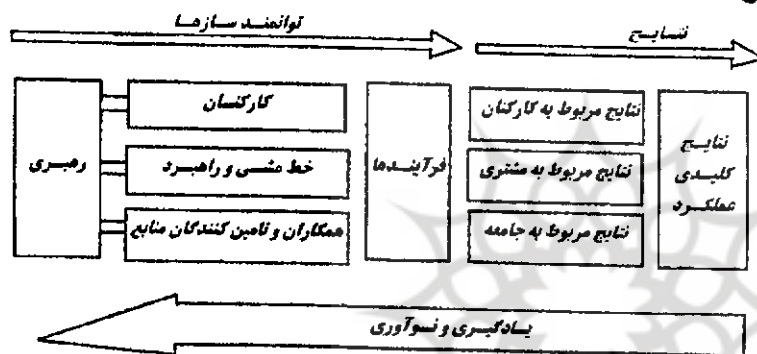 توانمند سازها
نتایج
رهبری
کارکنان
خط مشی و راهبرد
همکاران و تامین کنندگان منابع
فرآیندها
نتایج مربوط به کارکنان
نتایج مربوط به مشتری
نتایج مربوط به جامعه
نتایج
کلیدی
عملکرد
یادگیری و نوآوری